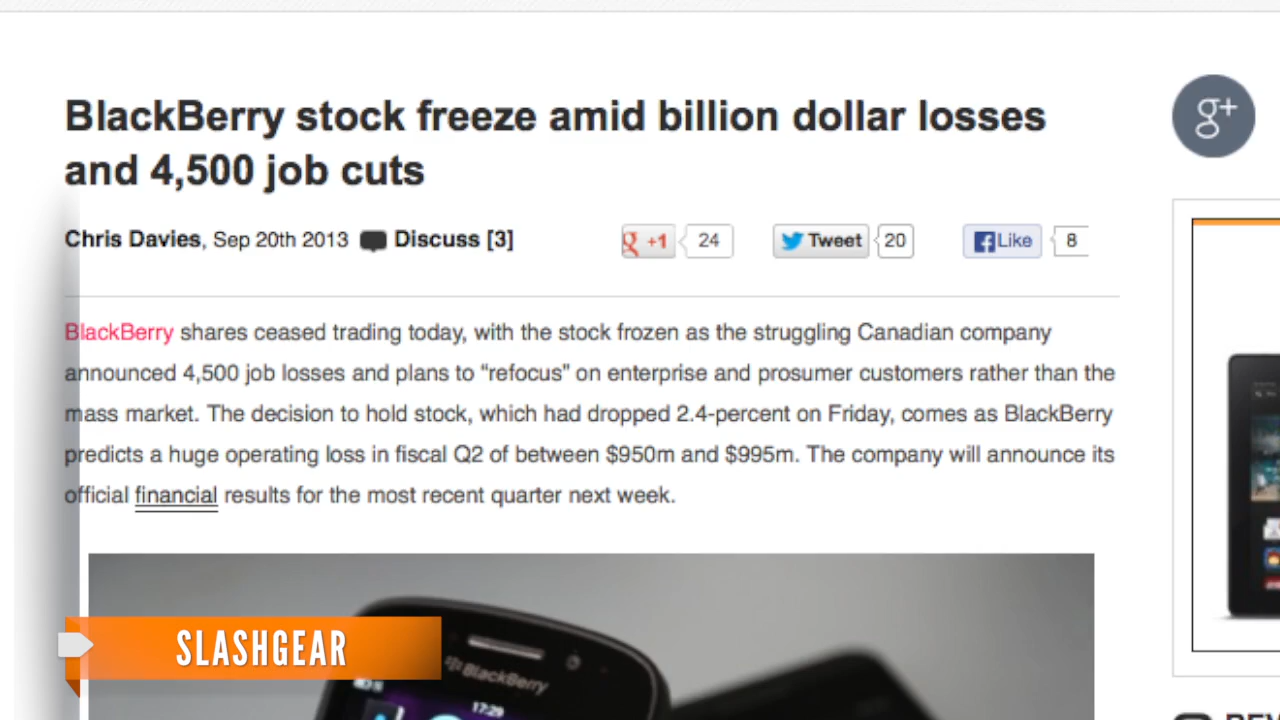 BlackBerry stock freeze amid billion dollar losses
and 4,500 job cuts
g+
Chris Davies, Sep 20th 2013 Discuss [3]
g +1 24 Tweet 20 f Like 8
BlackBerry shares ceased trading today, with the stock frozen as the struggling Canadian company
announced 4,500 job losses and plans to “refocus” on enterprise and prosumer customers rather than the
mass market. The decision to hold stock, which had dropped 2.4-percent on Friday, comes as BlackBerry
predicts a huge operating loss in fiscal Q2 of between $950m and $995m. The company will announce its
official financial results for the most recent quarter next week.
SLASHGEAR
BlackBerry
17:29